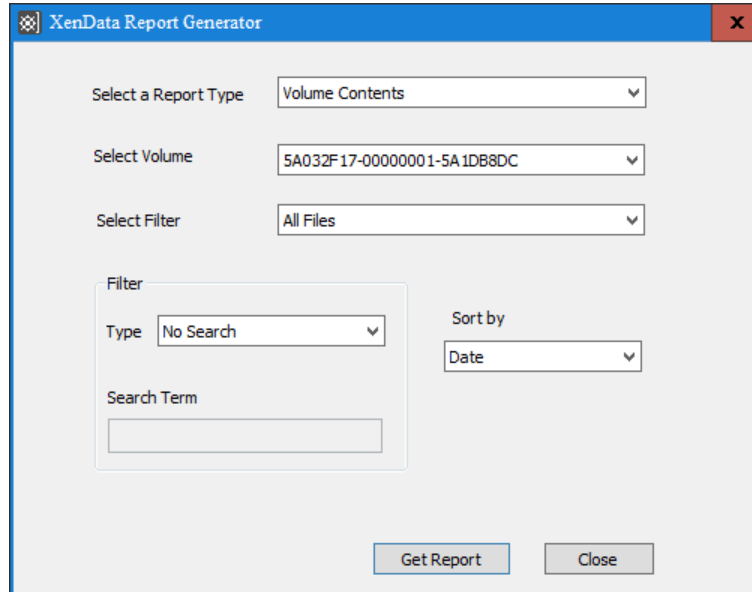 XenData Report Generator
x
Select a Report Type Volume Contents
Select Volume 5A032F17-00000001-5A1DB8DC
Select Filter All Files
Filter
Type No Search
Sort by
Date
Search Term
Get Report Close